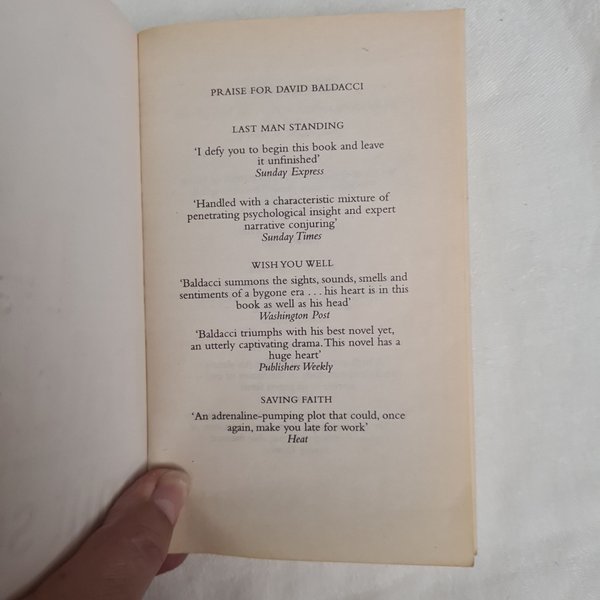 PRAISE FOR DAVID BALDACCI
LAST MAN STANDING
‘I defy you to begin this book and leave
it unfinished’
Sunday Express
‘Handled with a characteristic mixture of
penetrating psychological insight and expert
narrative conjuring’
Sunday Times
WISH YOU WELL
‘Baldacci summons the sights, sounds, smells and
sentiments of a bygone era . . . his heart is in this
book as well as his head’
Washington Post
‘Baldacci triumphs with his best novel yet,
an utterly captivating drama. This novel has a
huge heart’
Publishers Weekly
SAVING FAITH
‘An adrenaline-pumping plot that could, once
again, make you late for work’
Heat